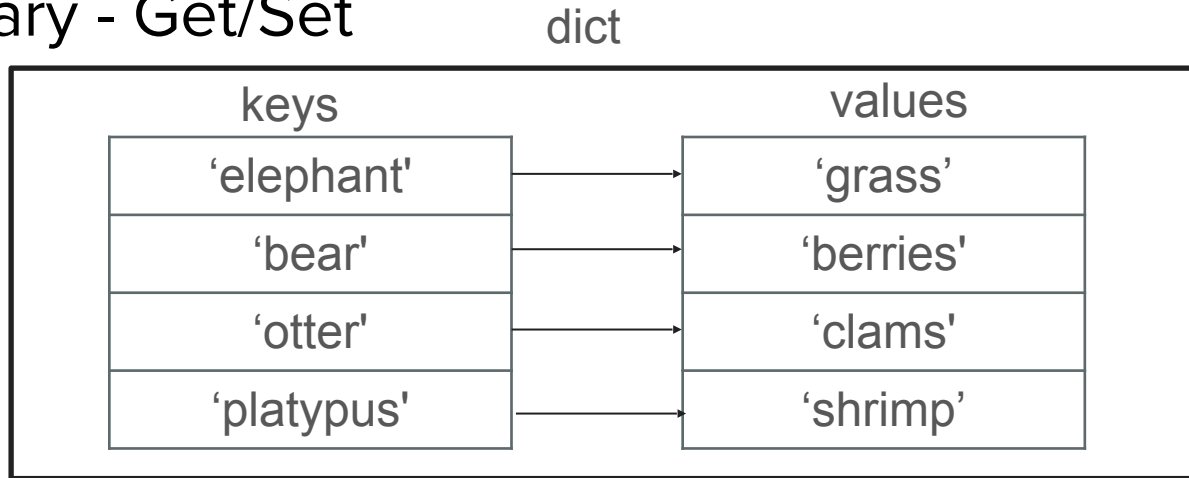 ary - Get/Set
dict
keys
values
‘elephant'
‘grass’
‘bear'
‘berries'
‘otter'
‘clams'
‘platypus'
‘shrimp’